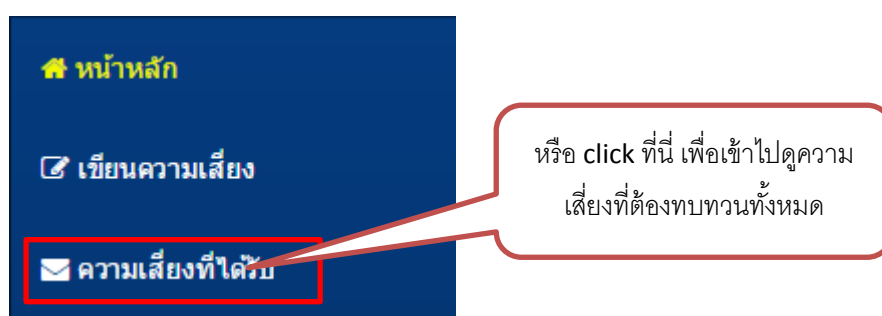 หน้าหลัก
เขียนความเสี่ยง
ความเสี่ยงที่ได้รับ
หรือ click ที่นี่ เพื่อเข้าไปดูความ
เสี่ยงที่ต้องทบทวนทั้งหมด